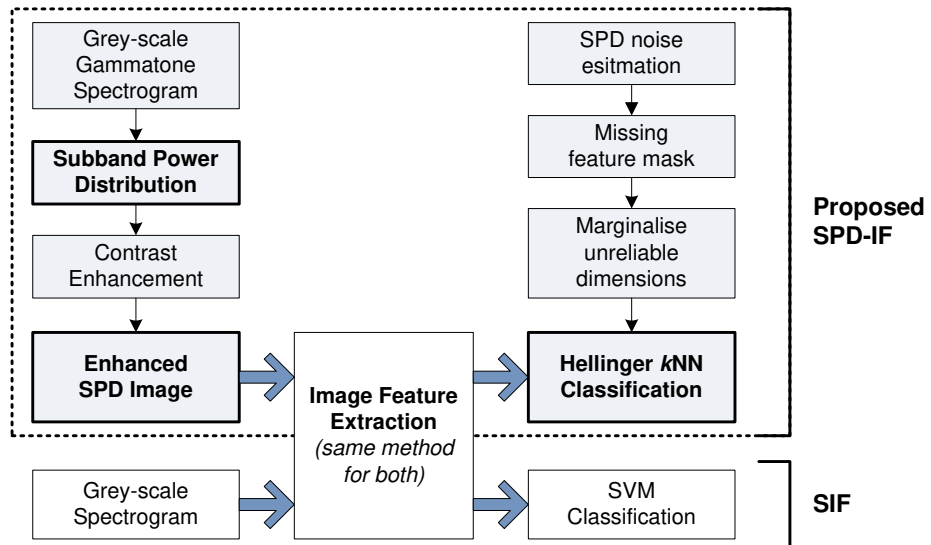 Grey-scale
Gammatone
Spectrogram
Subband Power
Distribution
Contrast
Enhancement
Enhanced
SPD Image
Image Feature
Extraction
(same method
for both)
SPD noise
esitmation
Missing
feature mask
Marginalise
unreliable
dimensions
Hellinger kNN
Classification
Proposed
SPD-IF
Grey-scale
Spectrogram
SVM
Classification
SIF